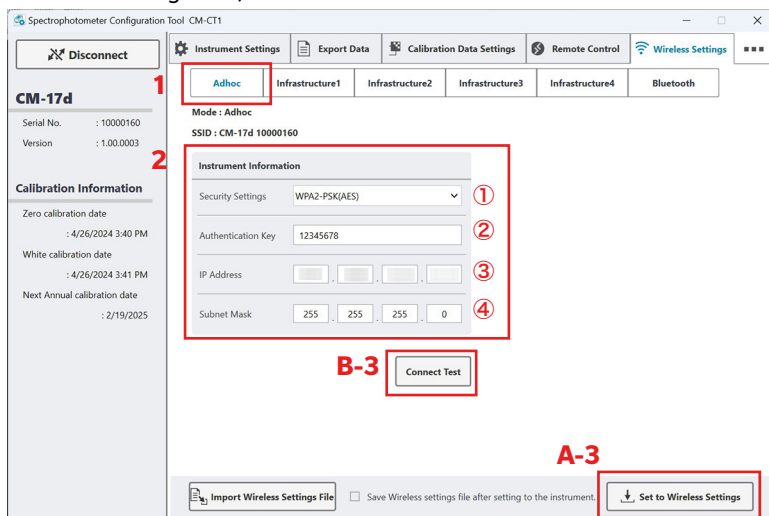 Spectrophotometer Configuration Tool CM-CT1
Disconnect
Instrument Settings
Export Data
Calibration Data Settings
Remote Control
Wireless Settings
1
Adhoc
Infrastructure1
Infrastructure2
Infrastructure3
Infrastructure4
Bluetooth
CM-17d
Serial No. : 10000160
Version : 1.00.0003
Mode : Adhoc
SSID : CM-17d 10000160
2
Instrument Information
Security Settings WPA2-PSK(AES) ①
Authentication Key 12345678 ②
IP Address . . . ③
Subnet Mask 255 . 255 . 255 . 0 ④
Calibration Information
Zero calibration date
: 4/26/2024 3:40 PM
White calibration date
: 4/26/2024 3:41 PM
Next Annual calibration date
: 2/19/2025
B-3
Connect Test
A-3
Import Wireless Settings File
Save Wireless settings file after setting to the instrument.
Set to Wireless Settings